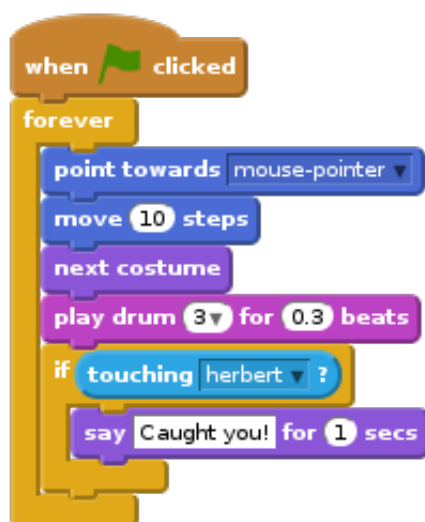 when clicked
forever
point towards mouse-pointer
move 10 steps
next costume
play drum 3 for 0.3 beats
if touching herbert ?
say Caught you! for 1 secs